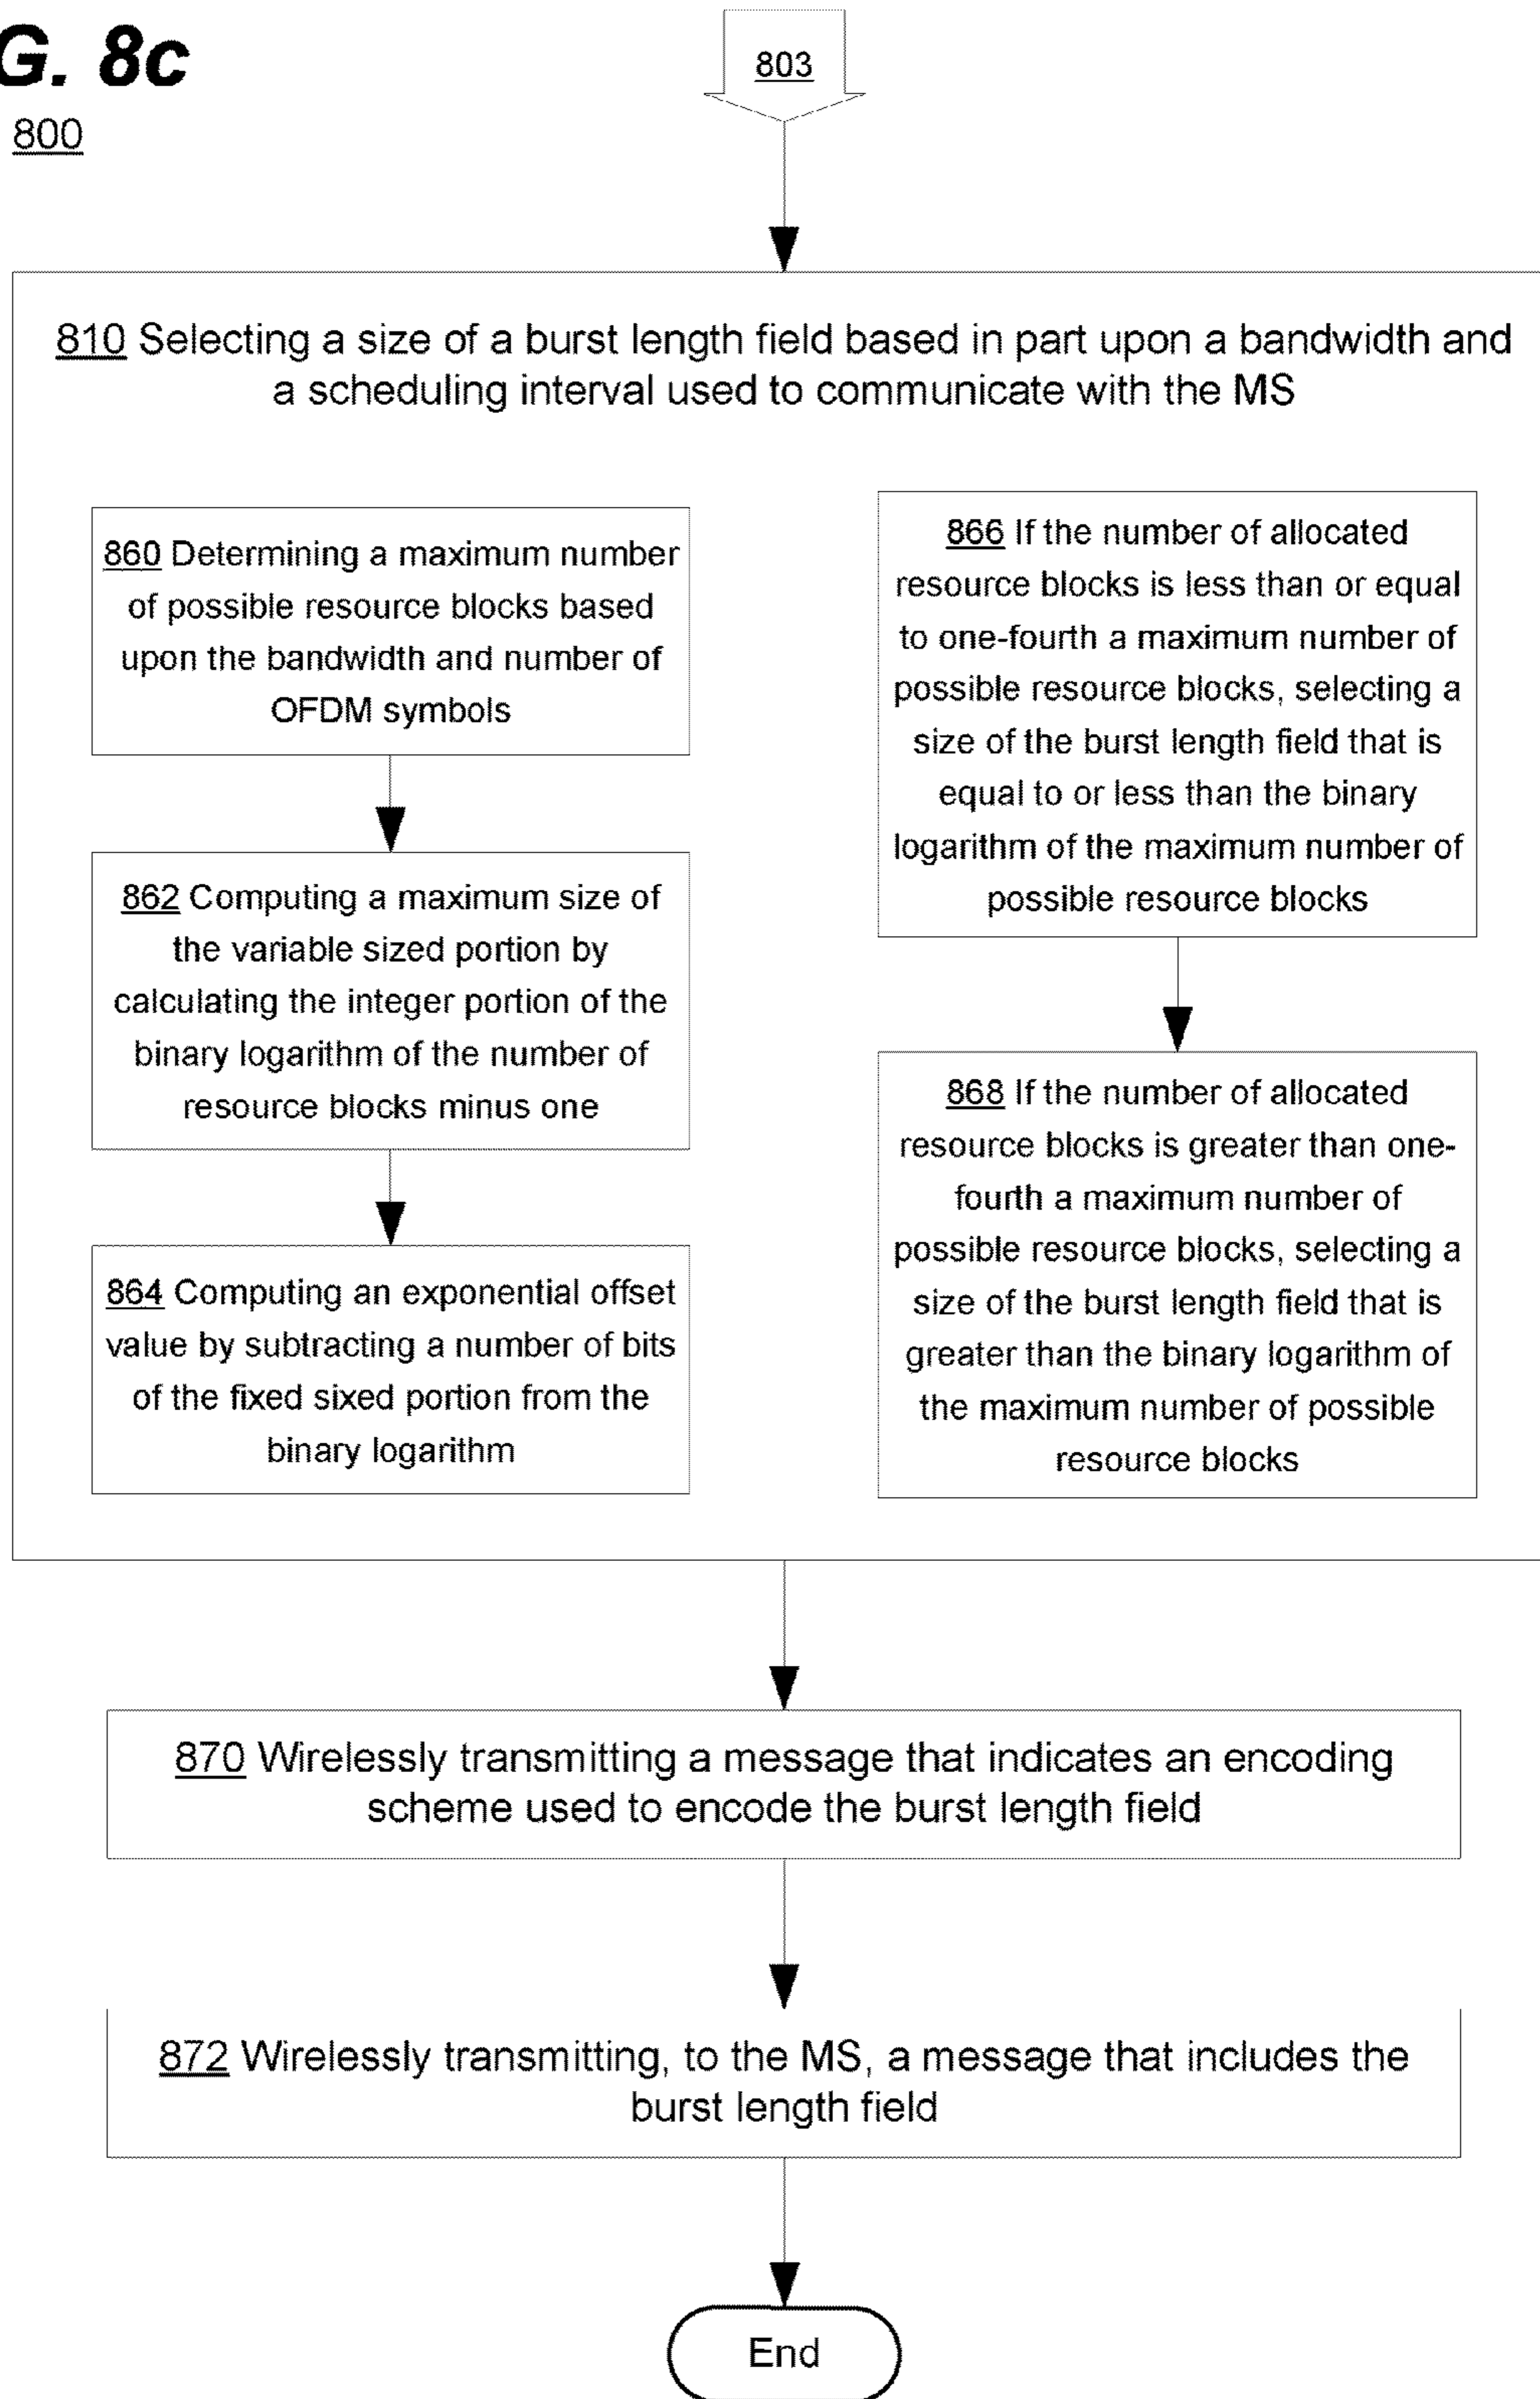 G. 8c
800
803
810 Selecting a size of a burst length field based in part upon a bandwidth and
a scheduling interval used to communicate with the MS
860 Determining a maximum number
of possible resource blocks based
upon the bandwidth and number of
OFDM symbols
862 Computing a maximum size of
the variable sized portion by
calculating the integer portion of the
binary logarithm of the number of
resource blocks minus one
864 Computing an exponential offset
value by subtracting a number of bits
of the fixed sixed portion from the
binary logarithm
866 If the number of allocated
resource blocks is less than or equal
to one-fourth a maximum number of
possible resource blocks, selecting a
size of the burst length field that is
equal to or less than the binary
logarithm of the maximum number of
possible resource blocks
868 If the number of allocated
resource blocks is greater than one-
fourth a maximum number of
possible resource blocks, selecting a
size of the burst length field that is
greater than the binary logarithm of
the maximum number of possible
resource blocks
870 Wirelessly transmitting a message that indicates an encoding
scheme used to encode the burst length field
872 Wirelessly transmitting, to the MS, a message that includes the
burst length field
End